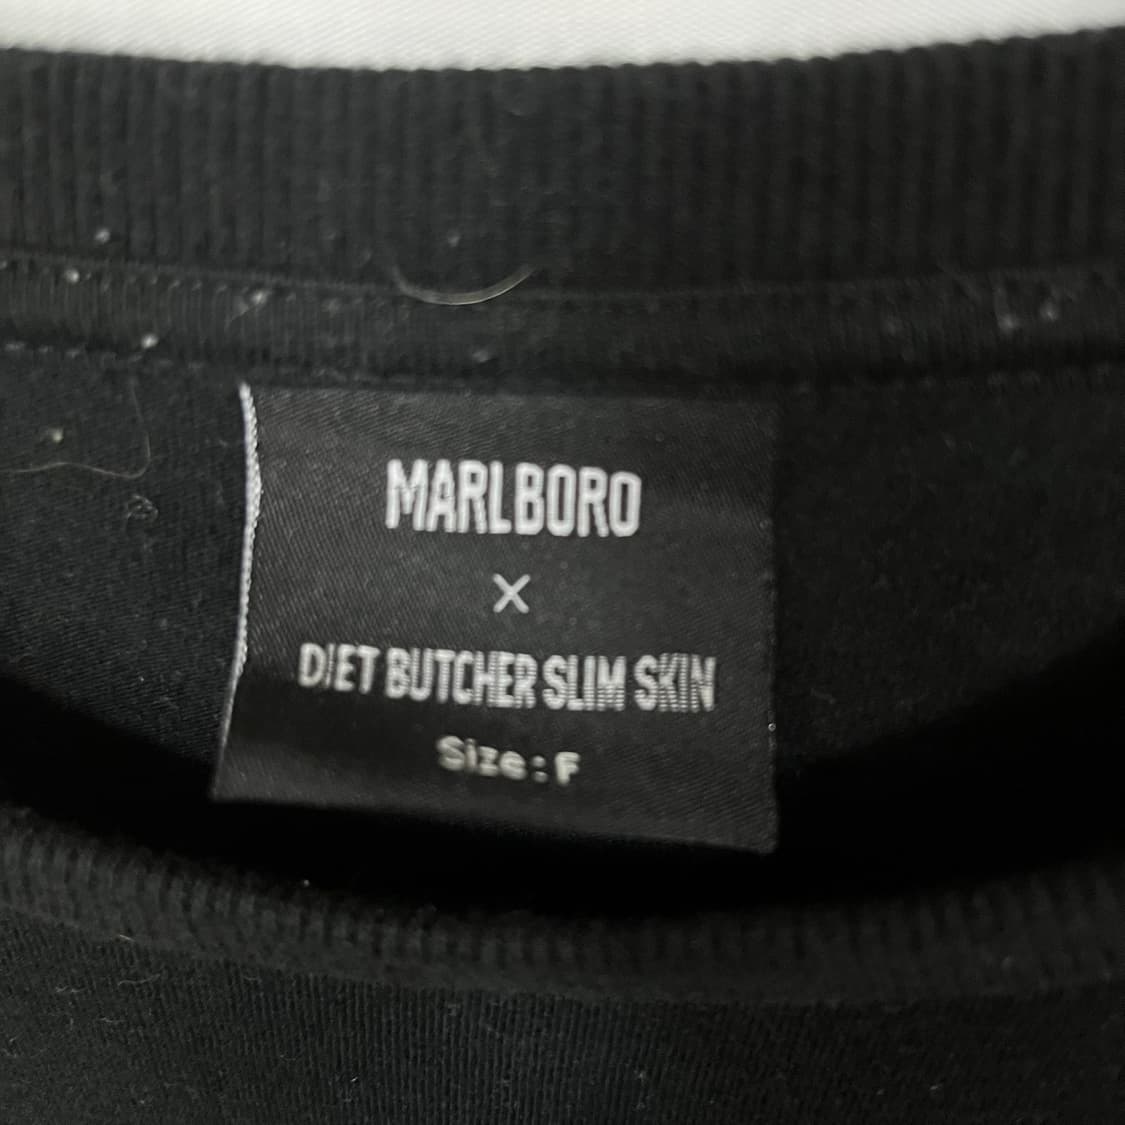 MARLBORO
×
DIET BUTCHER SLIM SKIN
Size : F